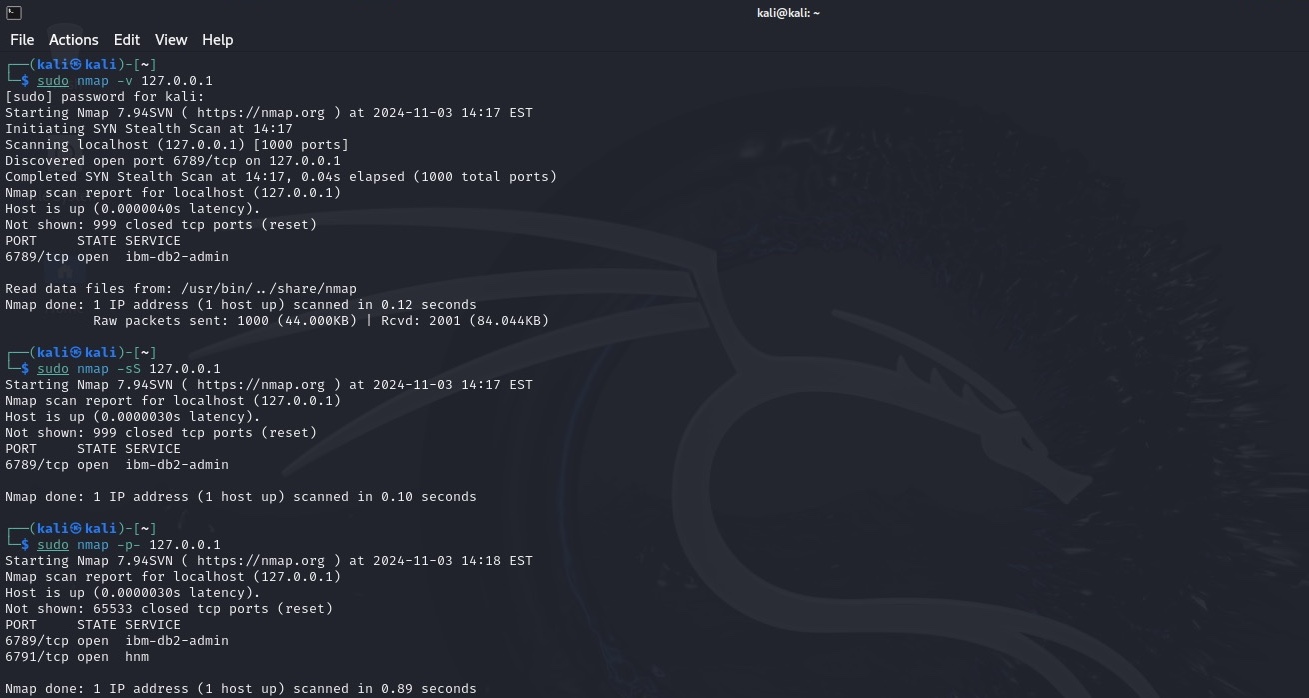 kali@kali: ~
File Actions Edit View Help
┌──(kali㉿kali)-[~]
└─$ sudo nmap -v 127.0.0.1
[sudo] password for kali:
Starting Nmap 7.94SVN ( https://nmap.org ) at 2024-11-03 14:17 EST
Initiating SYN Stealth Scan at 14:17
Scanning localhost (127.0.0.1) [1000 ports]
Discovered open port 6789/tcp on 127.0.0.1
Completed SYN Stealth Scan at 14:17, 0.04s elapsed (1000 total ports)
Nmap scan report for localhost (127.0.0.1)
Host is up (0.0000040s latency).
Not shown: 999 closed tcp ports (reset)
PORT     STATE SERVICE
6789/tcp open  ibm-db2-admin
Read data files from: /usr/bin/../share/nmap
Nmap done: 1 IP address (1 host up) scanned in 0.12 seconds
Raw packets sent: 1000 (44.000KB) | Rcvd: 2001 (84.044KB)
┌──(kali㉿kali)-[~]
└─$ sudo nmap -sS 127.0.0.1
Starting Nmap 7.94SVN ( https://nmap.org ) at 2024-11-03 14:17 EST
Nmap scan report for localhost (127.0.0.1)
Host is up (0.0000030s latency).
Not shown: 999 closed tcp ports (reset)
PORT     STATE SERVICE
6789/tcp open  ibm-db2-admin
Nmap done: 1 IP address (1 host up) scanned in 0.10 seconds
┌──(kali㉿kali)-[~]
└─$ sudo nmap -p- 127.0.0.1
Starting Nmap 7.94SVN ( https://nmap.org ) at 2024-11-03 14:18 EST
Nmap scan report for localhost (127.0.0.1)
Host is up (0.0000030s latency).
Not shown: 65533 closed tcp ports (reset)
PORT     STATE SERVICE
6789/tcp open  ibm-db2-admin
6791/tcp open  hnm
Nmap done: 1 IP address (1 host up) scanned in 0.89 seconds